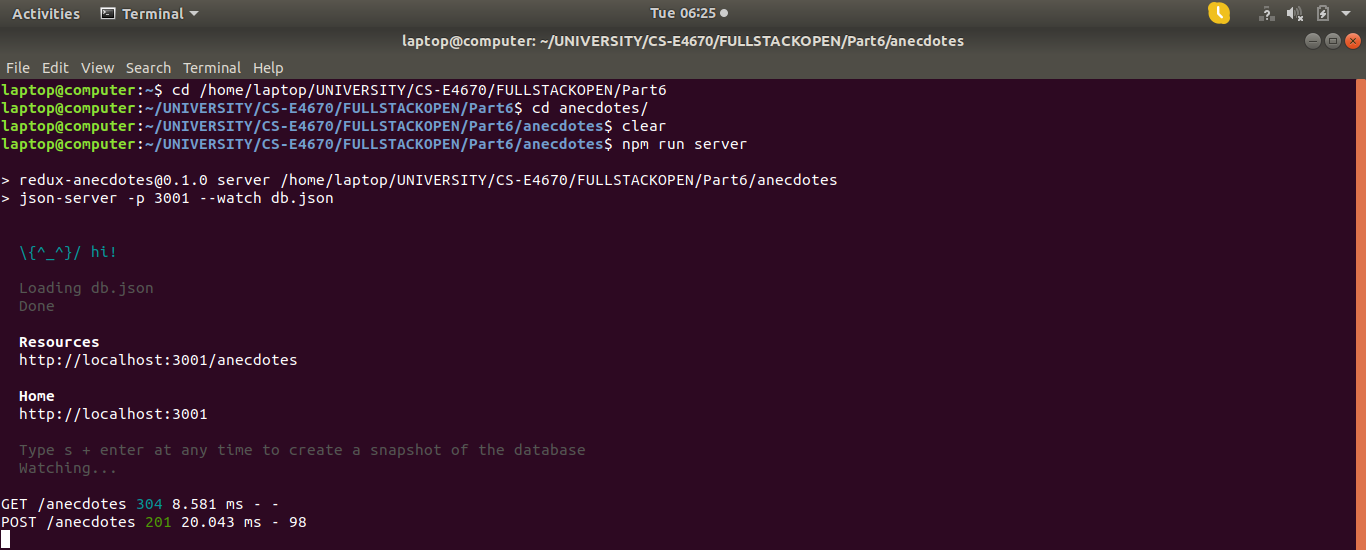 Activities Terminal Tue 06:25
laptop@computer: ~/UNIVERSITY/CS-E4670/FULLSTACKOPEN/Part6/anecdotes
File Edit View Search Terminal Help
laptop@computer:~$ cd /home/laptop/UNIVERSITY/CS-E4670/FULLSTACKOPEN/Part6
laptop@computer:~/UNIVERSITY/CS-E4670/FULLSTACKOPEN/Part6$ cd anecdotes/
laptop@computer:~/UNIVERSITY/CS-E4670/FULLSTACKOPEN/Part6/anecdotes$ clear
laptop@computer:~/UNIVERSITY/CS-E4670/FULLSTACKOPEN/Part6/anecdotes$ npm run server
> redux-anecdotes@0.1.0 server /home/laptop/UNIVERSITY/CS-E4670/FULLSTACKOPEN/Part6/anecdotes
> json-server -p 3001 --watch db.json
\{^_^}/ hi!
Loading db.json
Done
Resources
http://localhost:3001/anecdotes
Home
http://localhost:3001
Type s + enter at any time to create a snapshot of the database
Watching...
GET /anecdotes 304 8.581 ms - -
POST /anecdotes 201 20.043 ms - 98